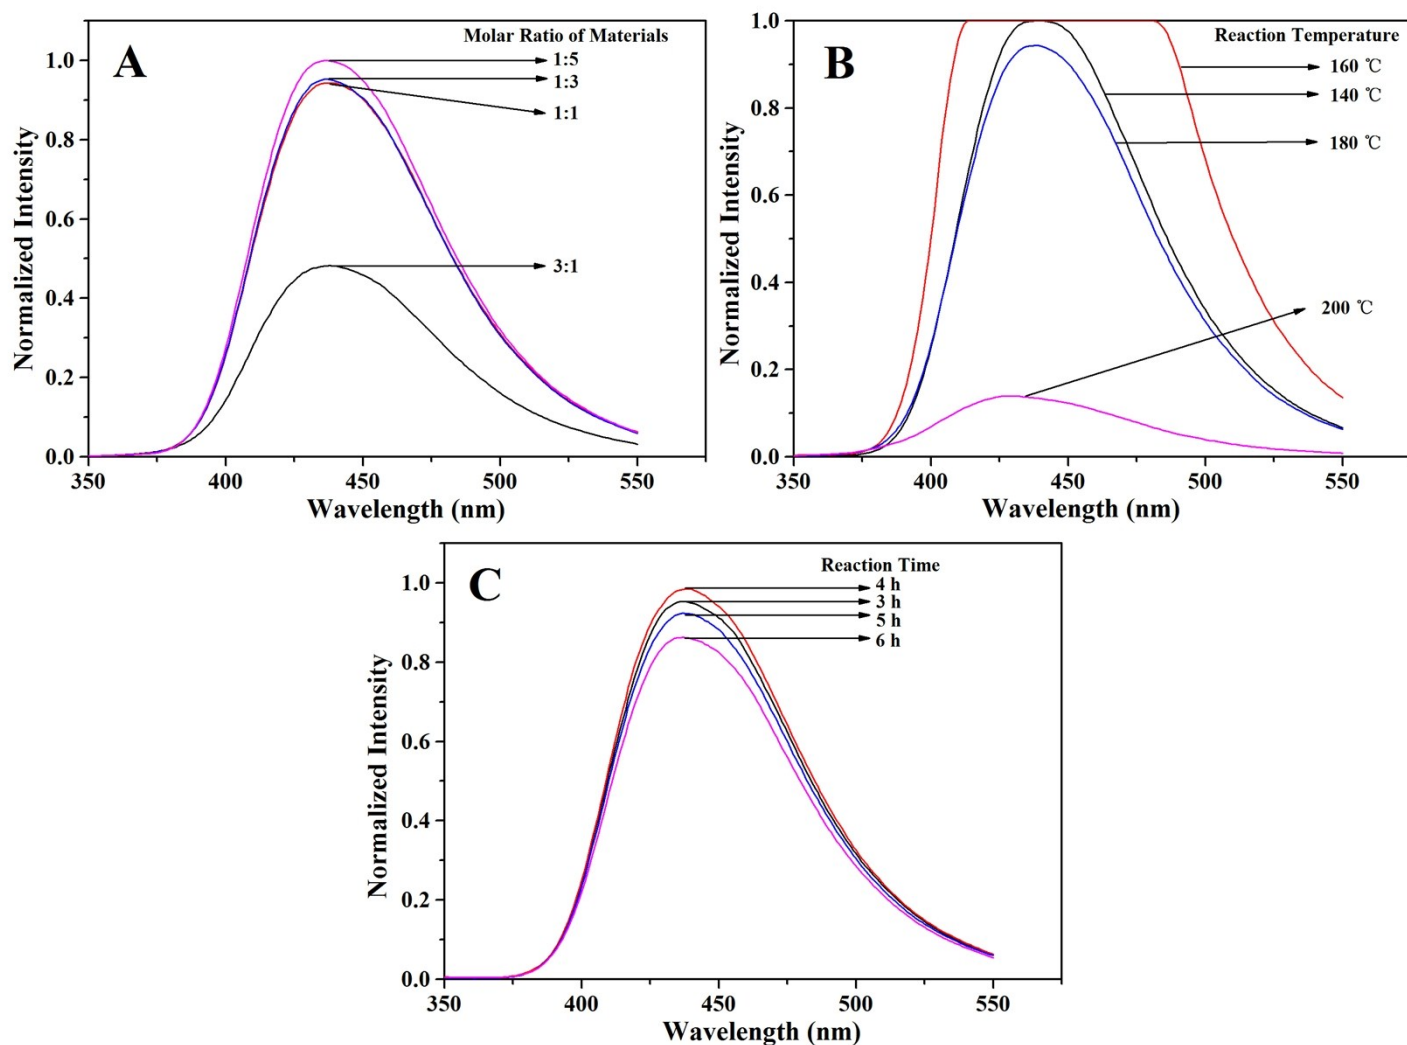 A
Molar Ratio of Materials
1:5
1:3
1:1
3:1
Normalized Intensity
1.0
0.8
0.6
0.4
0.2
0.0
350 400 450 500 550
Wavelength (nm)
B
Reaction Temperature
160 ℃
140 ℃
180 ℃
200 ℃
Normalized Intensity
1.0
0.8
0.6
0.4
0.2
0.0
350 400 450 500 550
Wavelength (nm)
C
Reaction Time
4 h
3 h
5 h
6 h
Normalized Intensity
1.0
0.8
0.6
0.4
0.2
0.0
350 400 450 500 550
Wavelength (nm)